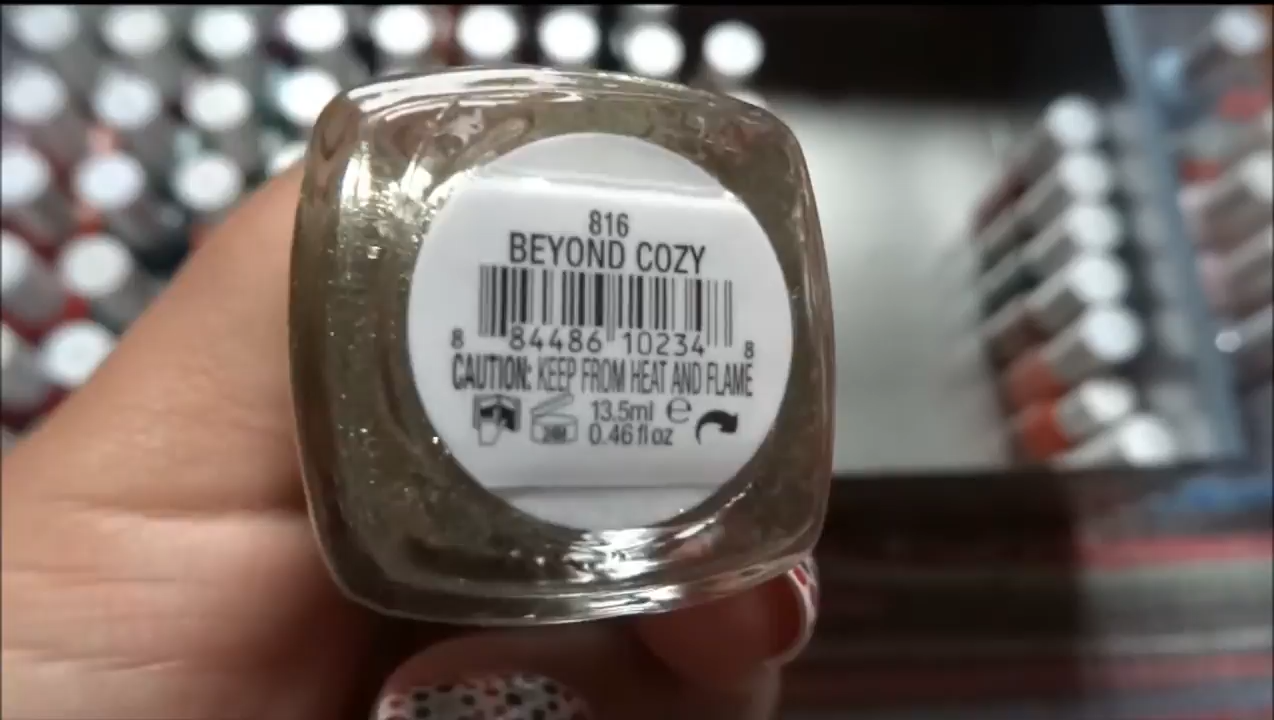 816
BEYOND COZY
8 84486 10234 8
CAUTION: KEEP FROM HEAT AND FLAME
13.5ml e
0.46 fl oz